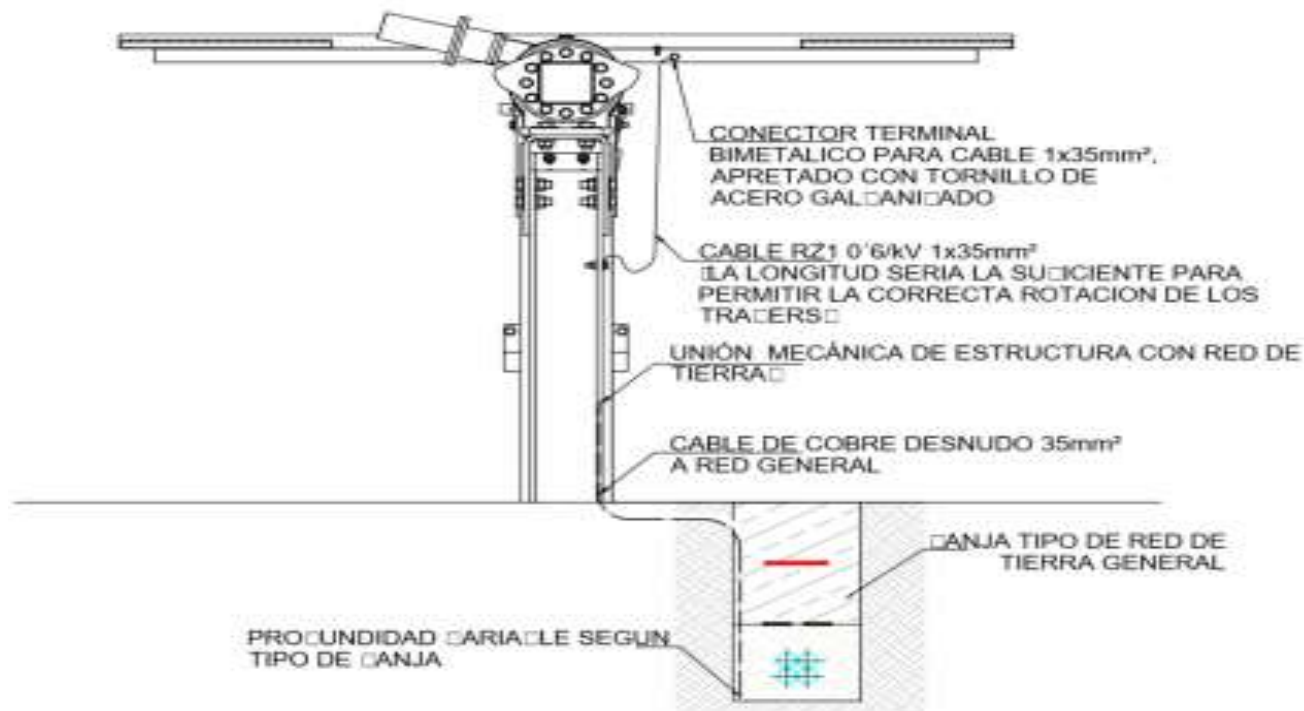 CONECTOR TERMINAL
BIMETALICO PARA CABLE 1x35mm²,
APRETADO CON TORNILLO DE
ACERO GAL□ANI□ADO
CABLE RZ1 0´6/kV 1x35mm²
□LA LONGITUD SERIA LA SU□ICIENTE PARA
PERMITIR LA CORRECTA ROTACION DE LOS
TRA□ERS□
UNIÓN MECÁNICA DE ESTRUCTURA CON RED DE
TIERRA□
CABLE DE COBRE DESNUDO 35mm²
A RED GENERAL
□ANJA TIPO DE RED DE
TIERRA GENERAL
PRO□UNDIDAD □ARIA□LE SEGUN
TIPO DE □ANJA